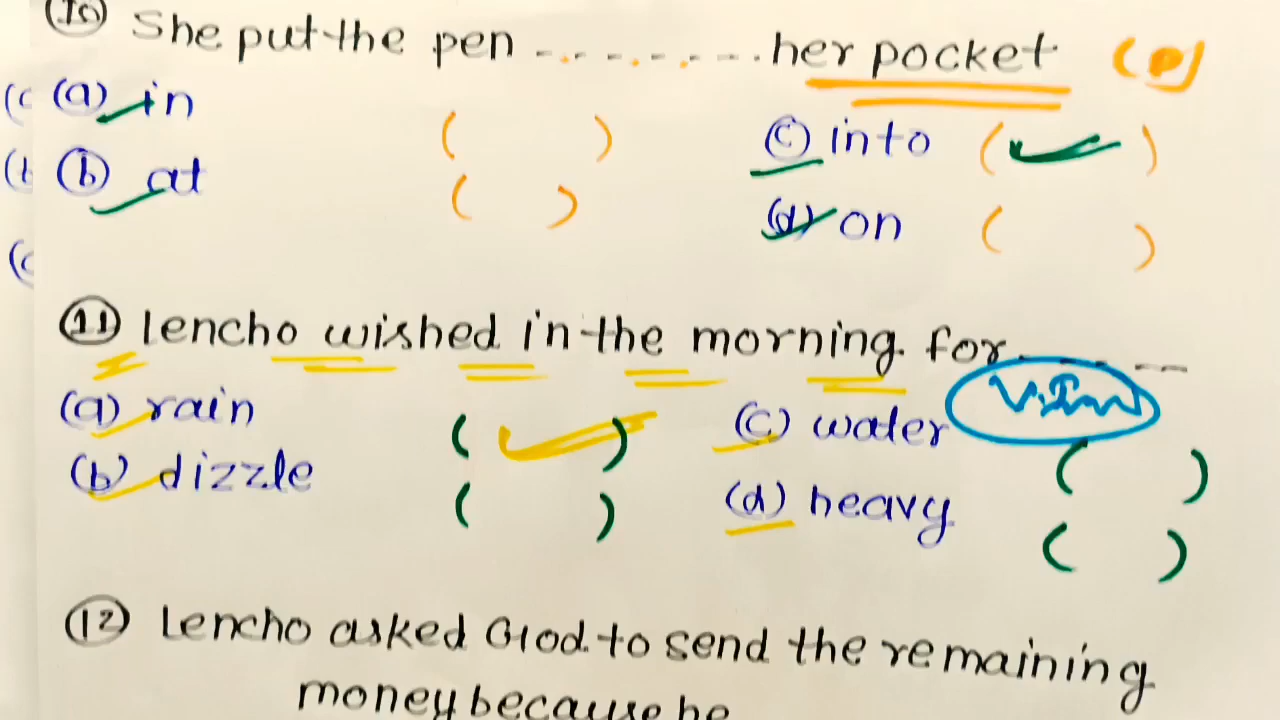 (10) She put the pen ......... her pocket (P)
(a) in ( ) (c) into ( ✓ )
(b) at ( ) (d) on ( )
(11) Lencho wished in the morning for ------
(a) rain ( ✓ ) (c) water ( )
(b) dizzle ( ) (d) heavy ( )
(12) Lencho asked God to send the remaining
money because he